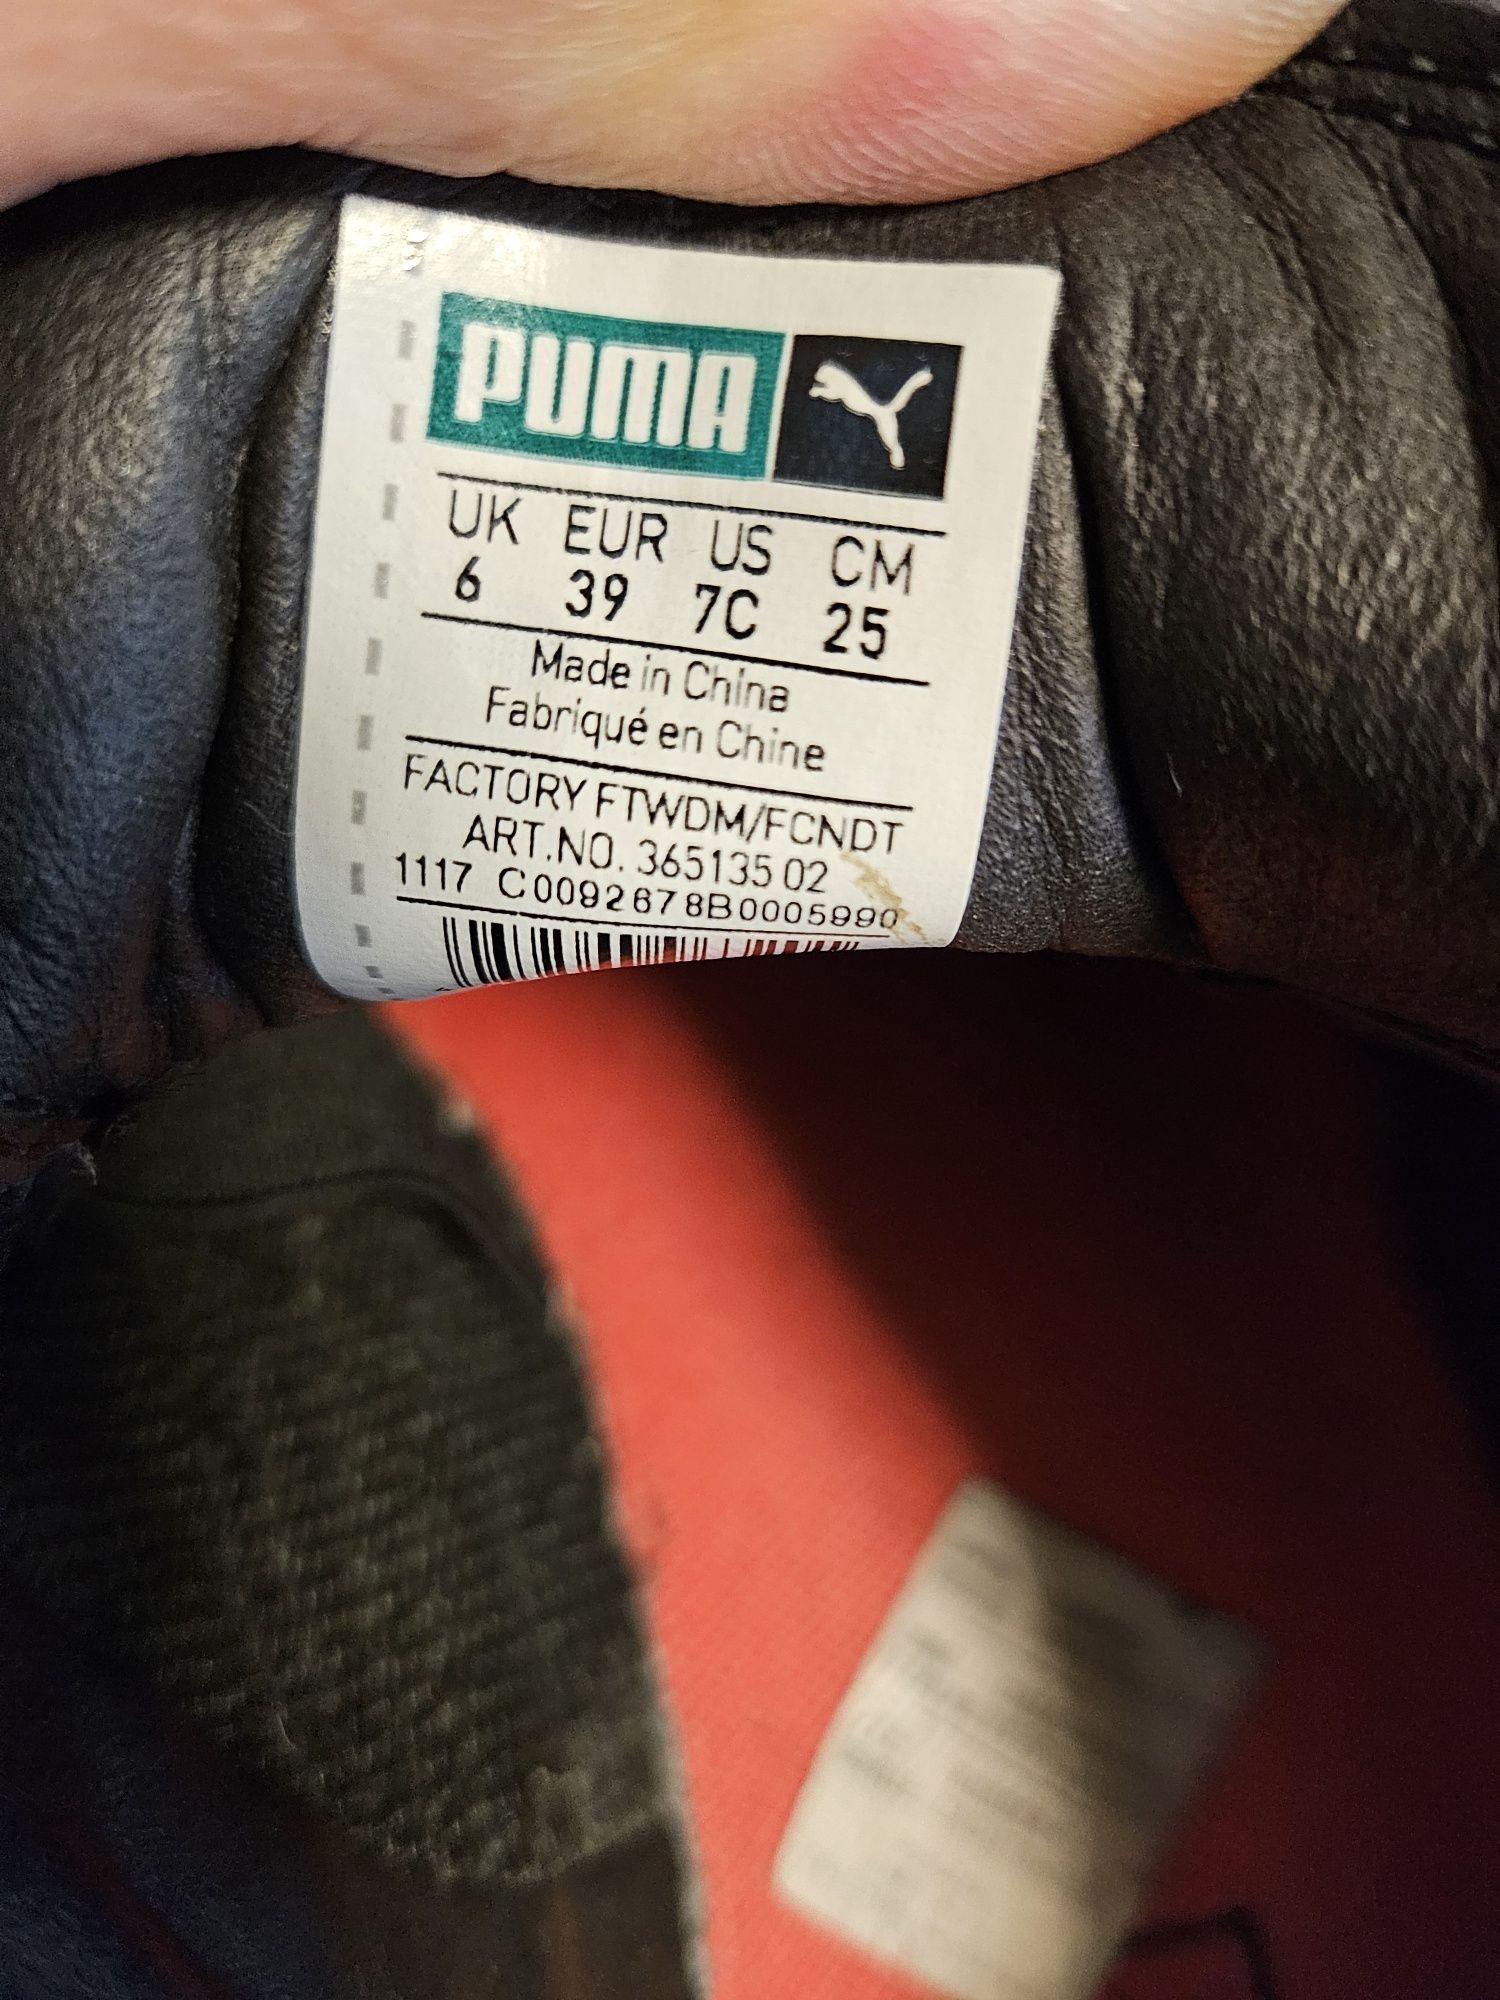 PUMA
UK EUR US CM
6 39 7C 25
Made in China
Fabriqué en Chine
FACTORY FTWDM/FCNDT
ART.NO. 365135 02
1117 C0092678B0005990